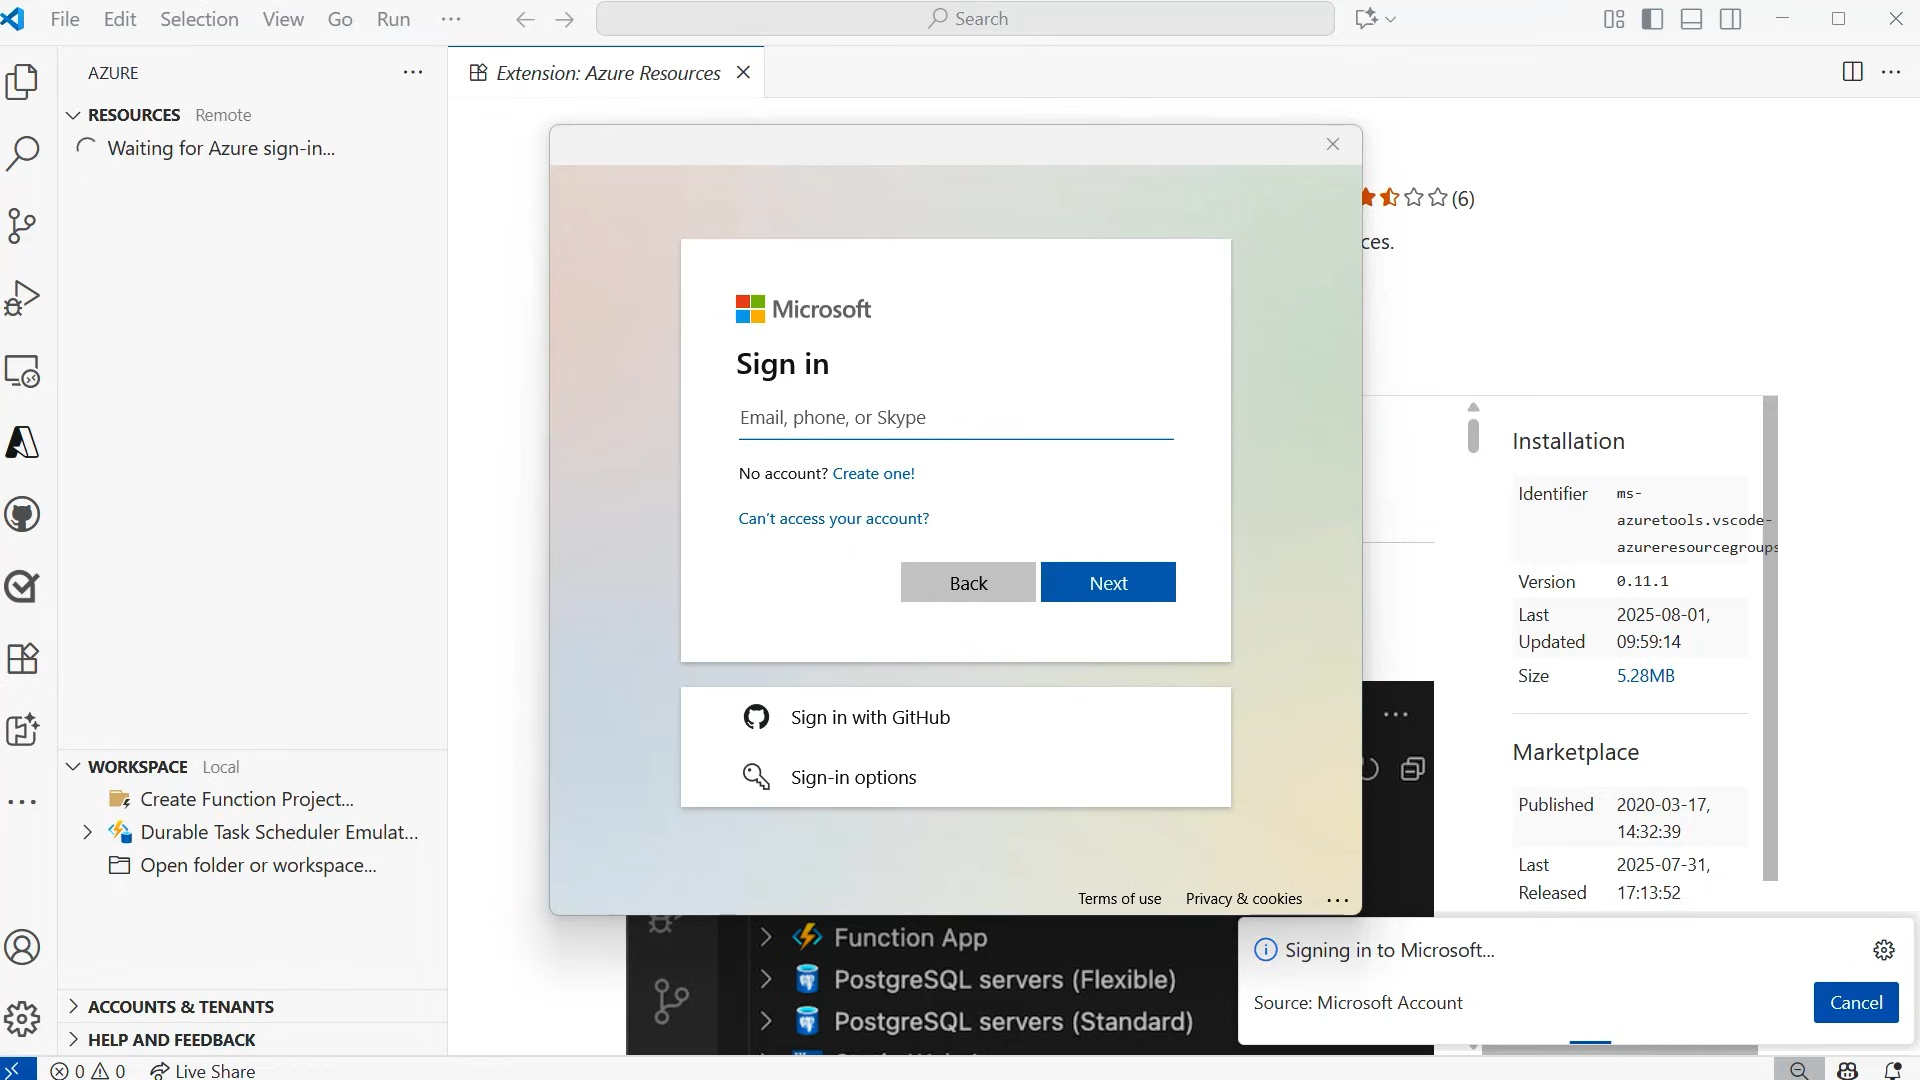 File Edit Selection View Go Run ··· Search
AZURE
Extension: Azure Resources
RESOURCES Remote
Waiting for Azure sign-in...
(6)
ces.
Microsoft
Sign in
Email, phone, or Skype
No account? Create one!
Can't access your account?
Back Next
Sign in with GitHub
Sign-in options
Terms of use Privacy & cookies ...
Installation
Identifier ms-
azuretools.vscode-
azureresourcegroups
Version 0.11.1
Last 2025-08-01,
Updated 09:59:14
Size 5.28MB
Marketplace
Published 2020-03-17,
14:32:39
Last 2025-07-31,
Released 17:13:52
WORKSPACE Local
Create Function Project...
Durable Task Scheduler Emulat...
Open folder or workspace...
ACCOUNTS & TENANTS
HELP AND FEEDBACK
Function App
PostgreSQL servers (Flexible)
PostgreSQL servers (Standard)
Signing in to Microsoft...
Source: Microsoft Account
Cancel
0 0 Live Share